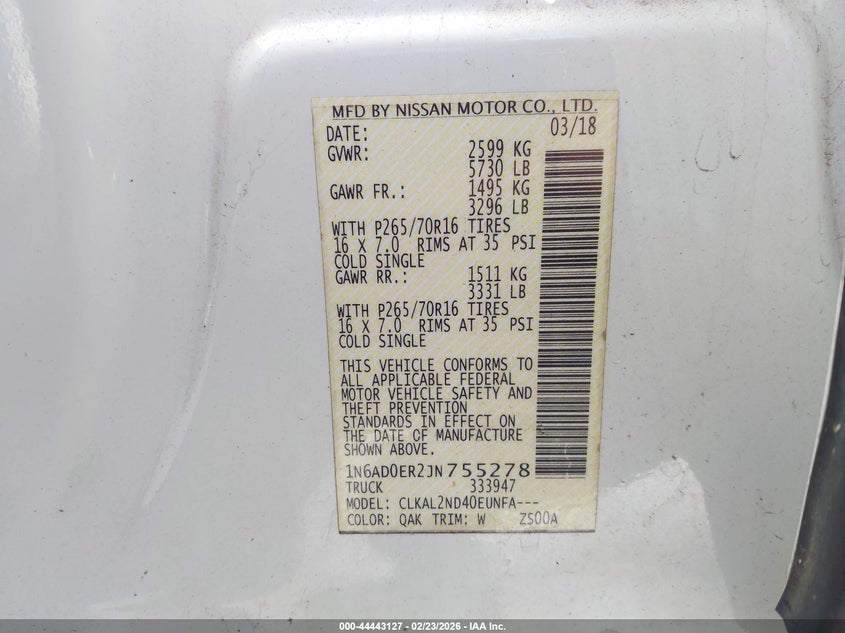 MFD BY NISSAN MOTOR CO., LTD.
DATE: 03/18
GVWR: 2599 KG
5730 LB
GAWR FR.: 1495 KG
3296 LB
WITH P265/70R16 TIRES
16 X 7.0 RIMS AT 35 PSI
COLD SINGLE
GAWR RR.: 1511 KG
3331 LB
WITH P265/70R16 TIRES
16 X 7.0 RIMS AT 35 PSI
COLD SINGLE
THIS VEHICLE CONFORMS TO
ALL APPLICABLE FEDERAL
MOTOR VEHICLE SAFETY AND
THEFT PREVENTION
STANDARDS IN EFFECT ON
THE DATE OF MANUFACTURE
SHOWN ABOVE.
1N6AD0ER2JN755278
TRUCK 333947
MODEL: CLKAL2ND40EUNFA---
COLOR: QAK TRIM: W ZS00A
000-44443127 - 02/23/2026 - IAA Inc.